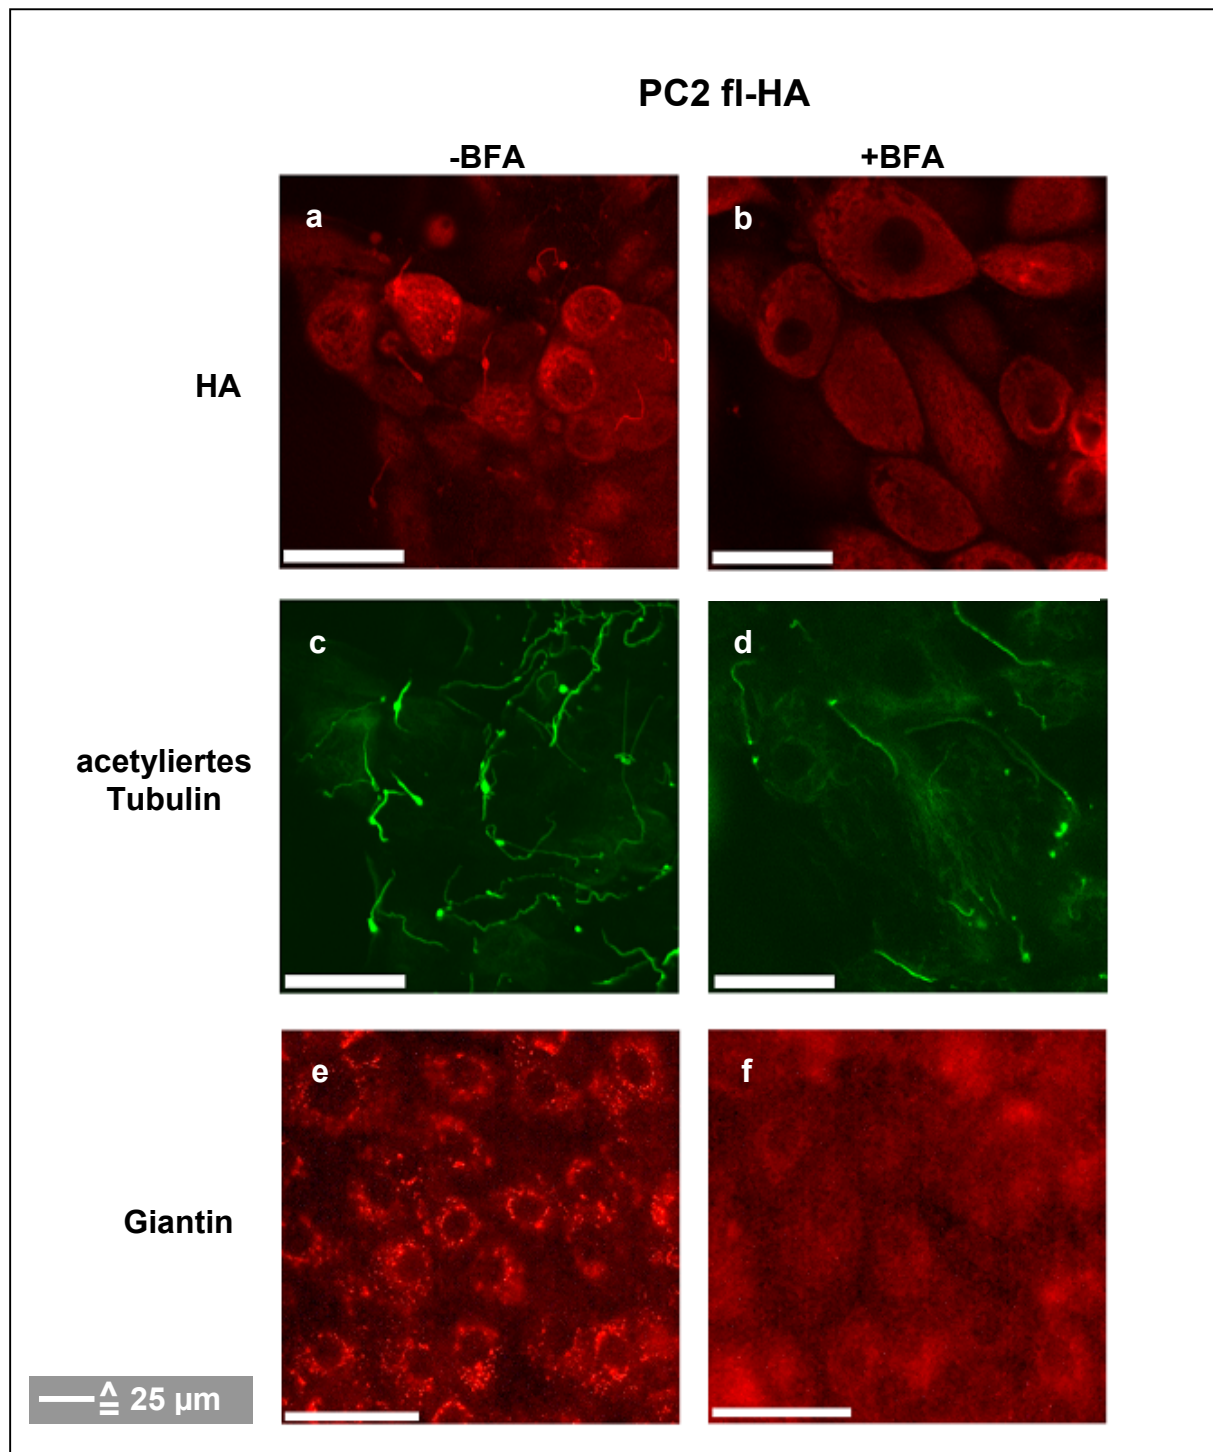 PC2 fl-HA
-BFA
+BFA
a
b
HA
c
d
acetyliertes
Tubulin
e
f
Giantin
≙ 25 µm